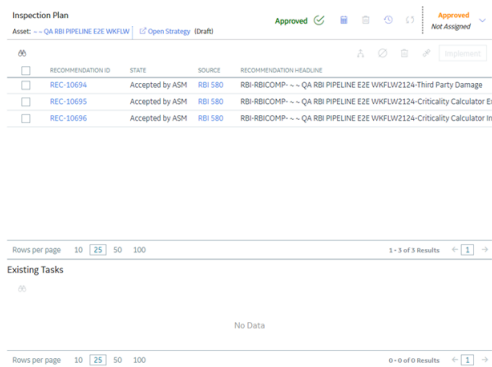 Inspection Plan
Approved
Approved
Not Assigned
Asset: ~ ~ QA RBI PIPELINE E2E WKFLW
Open Strategy (Draft)
Implement
RECOMMENDATION ID STATE SOURCE RECOMMENDATION HEADLINE
REC-10694 Accepted by ASM RBI 580 RBI-RBICOMP- ~ ~ QA RBI PIPELINE E2E WKFLW2124-Third Party Damage
REC-10695 Accepted by ASM RBI 580 RBI-RBICOMP- ~ ~ QA RBI PIPELINE E2E WKFLW2124-Criticality Calculator E
REC-10696 Accepted by ASM RBI 580 RBI-RBICOMP- ~ ~ QA RBI PIPELINE E2E WKFLW2124-Criticality Calculator In
Rows per page 10 25 50 100 1 - 3 of 3 Results 1
Existing Tasks
No Data
Rows per page 10 25 50 100 0 - 0 of 0 Results 1